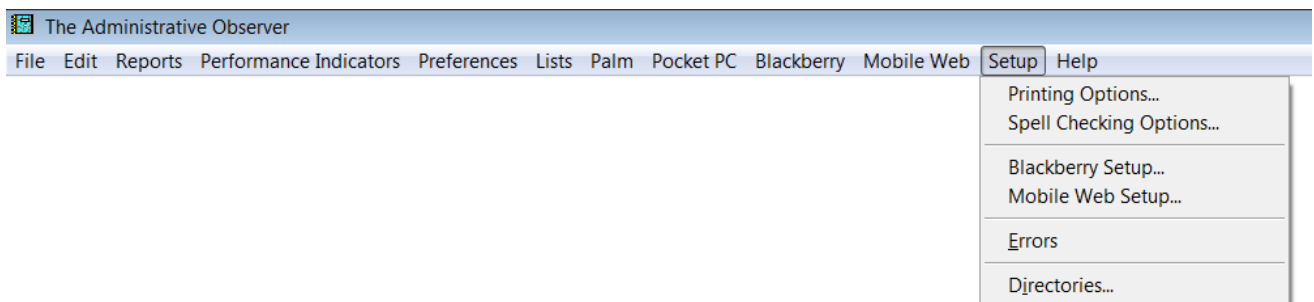 The Administrative Observer
File Edit Reports Performance Indicators Preferences Lists Palm Pocket PC Blackberry Mobile Web Setup Help
Printing Options...
Spell Checking Options...
Blackberry Setup...
Mobile Web Setup...
Errors
Directories...